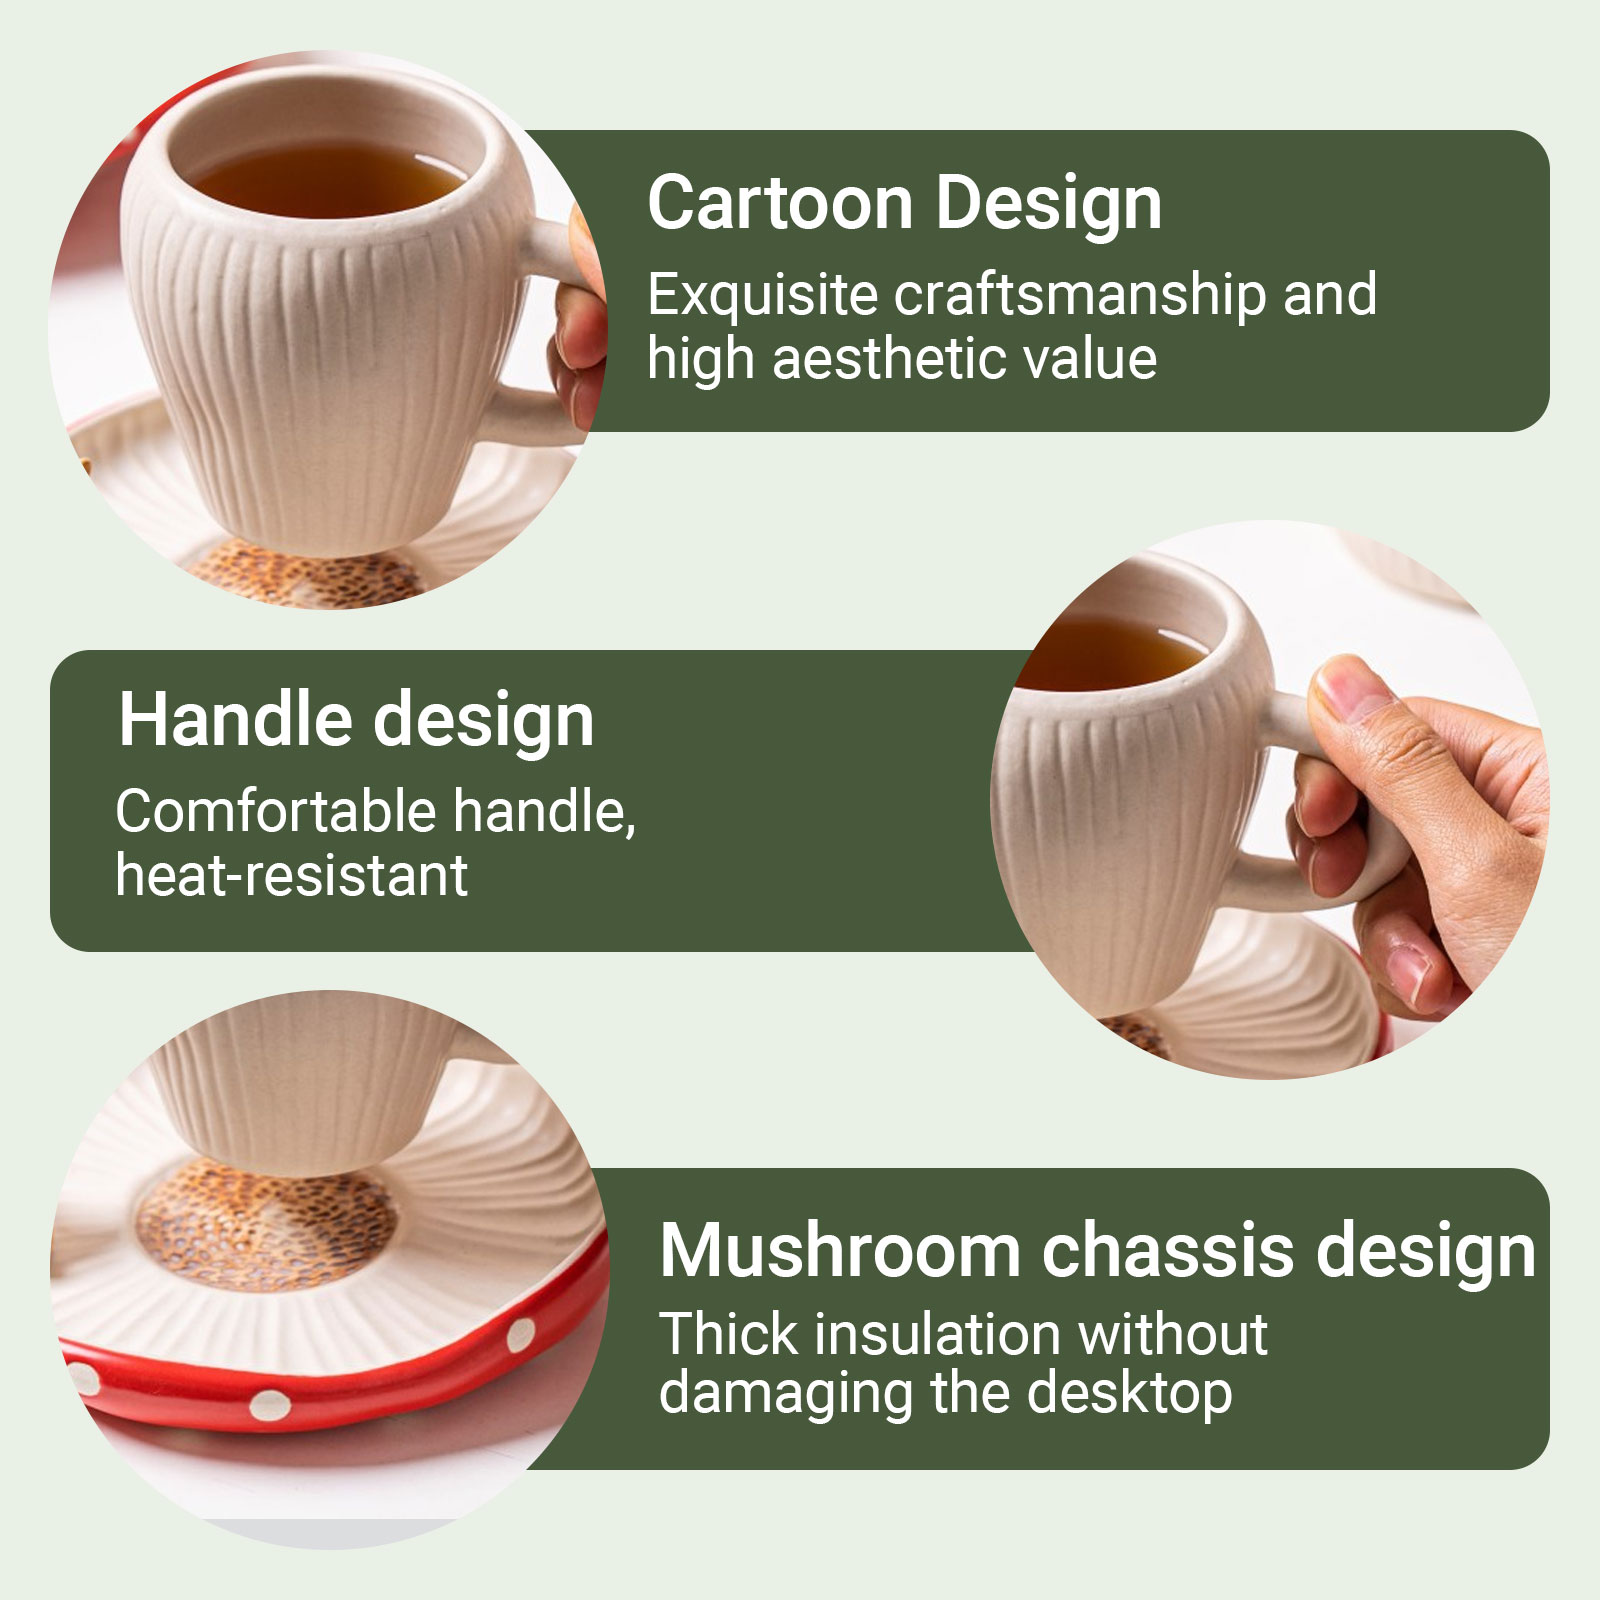 Cartoon Design
Exquisite craftsmanship and
high aesthetic value
Handle design
Comfortable handle,
heat-resistant
Mushroom chassis design
Thick insulation without
damaging the desktop